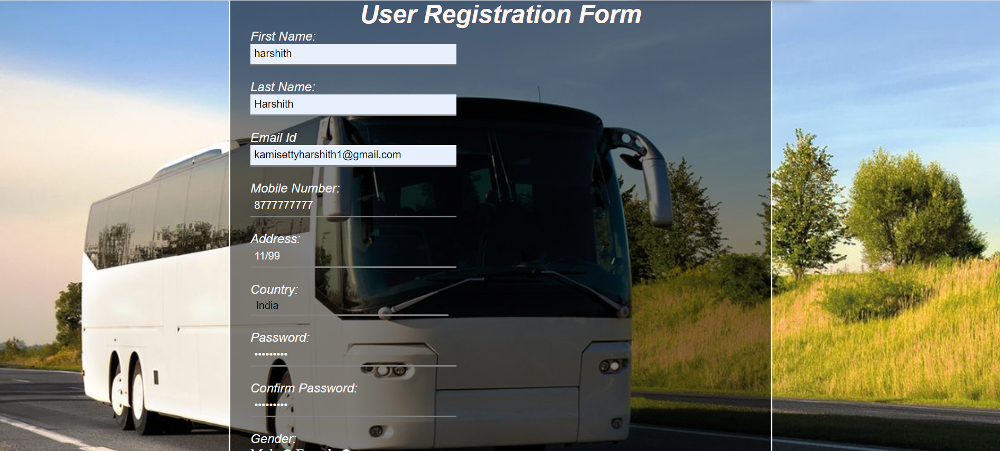 User Registration Form
First Name:
harshith
Last Name:
Harshith
Email Id
kamisettyharshith1@gmail.com
Mobile Number:
8777777777
Address:
11/99
Country:
India
Password:
•••••••••
Confirm Password:
•••••••••
Gender: